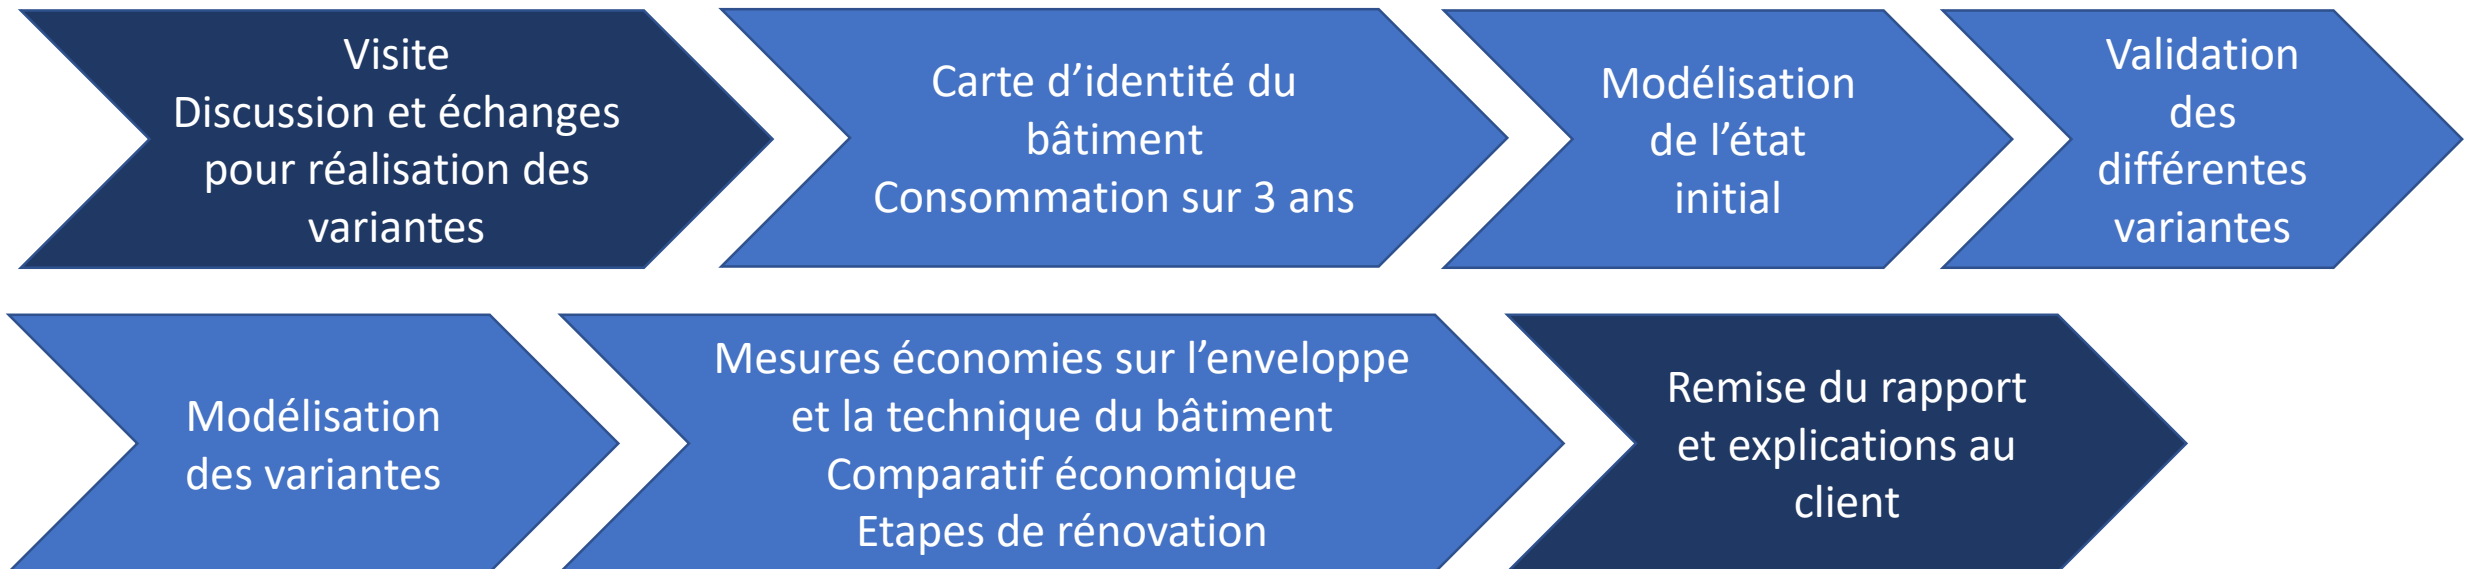 Visite
Discussion et échanges
pour réalisation des
variantes
Carte d’identité du
bâtiment
Consommation sur 3 ans
Modélisation
de l’état
initial
Validation
des
différentes
variantes
Modélisation
des variantes
Mesures économies sur l’enveloppe
et la technique du bâtiment
Comparatif économique
Etapes de rénovation
Remise du rapport
et explications au
client